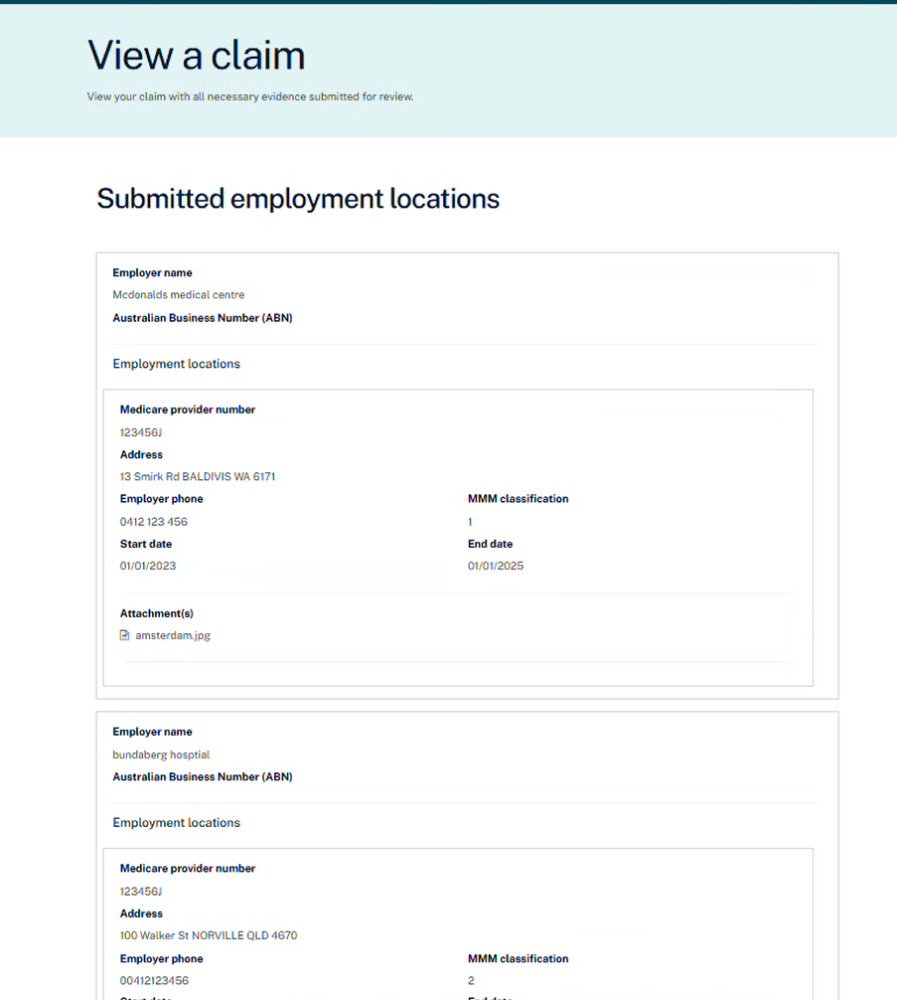 View a claim
View your claim with all necessary evidence submitted for review.
Submitted employment locations
Employer name
Mcdonalds medical centre
Australian Business Number (ABN)
Employment locations
Medicare provider number
123456J
Address
13 Smirk Rd BALDIVIS WA 6171
Employer phone
MMM classification
0412 123 456
1
Start date
End date
01/01/2023
01/01/2025
Attachment(s)
amsterdam.jpg
Employer name
bundaberg hosptial
Australian Business Number (ABN)
Employment locations
Medicare provider number
123456J
Address
100 Walker St NORVILLE QLD 4670
Employer phone
MMM classification
00412123456
2
Start date
End date